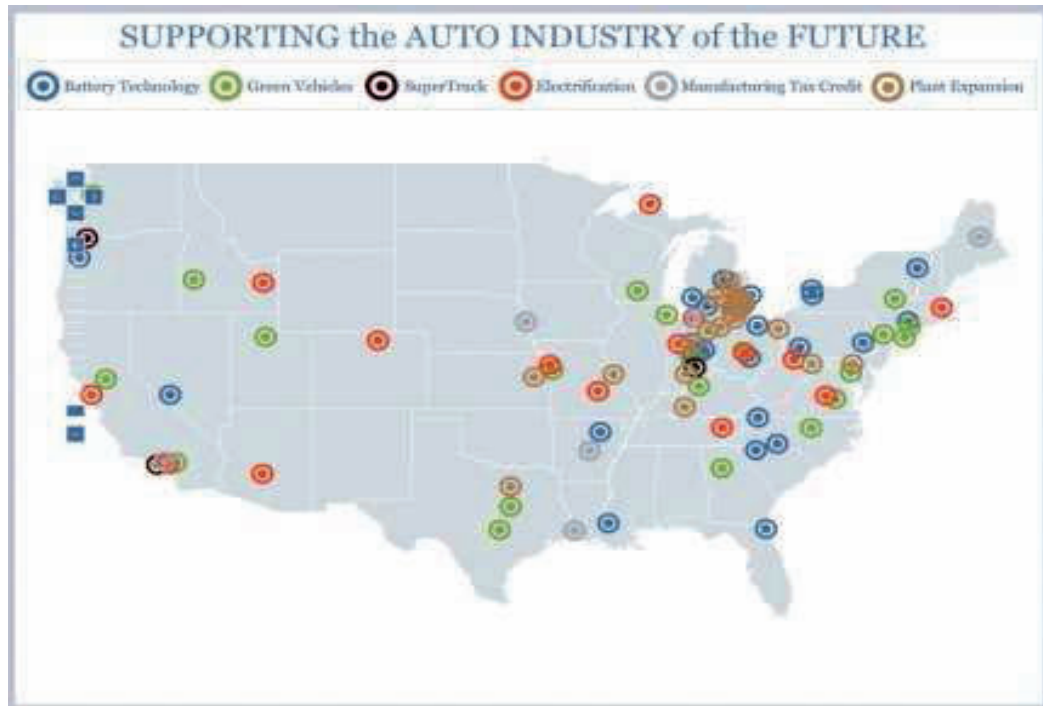 SUPPORTING the AUTO INDUSTRY of the FUTURE
Battery Technology Green Vehicles SuperTruck Electrification Manufacturing Tax Credit Plant Expansion